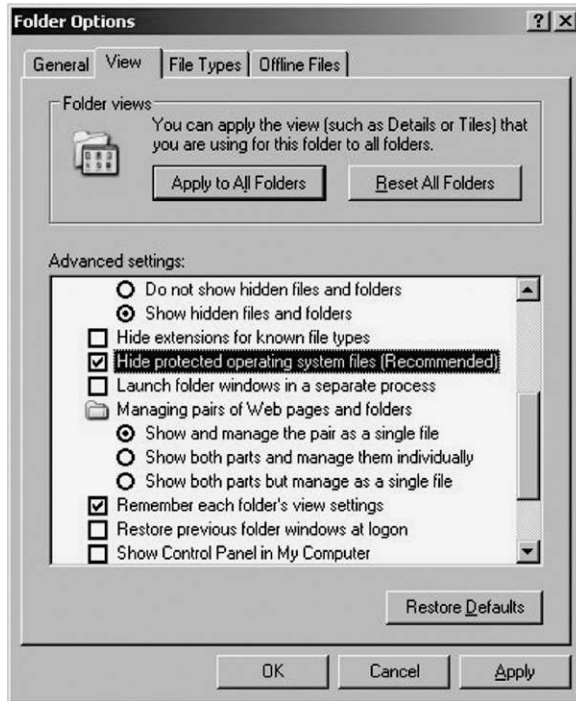 Folder Options
? X
General View File Types Offline Files
Folder views
You can apply the view (such as Details or Tiles) that
you are using for this folder to all folders.
Apply to All Folders Reset All Folders
Advanced settings:
Do not show hidden files and folders
Show hidden files and folders
Hide extensions for known file types
Hide protected operating system files (Recommended)
Launch folder windows in a separate process
Managing pairs of Web pages and folders
Show and manage the pair as a single file
Show both parts and manage them individually
Show both parts but manage as a single file
Remember each folder's view settings
Restore previous folder windows at logon
Show Control Panel in My Computer
Restore Defaults
OK Cancel Apply